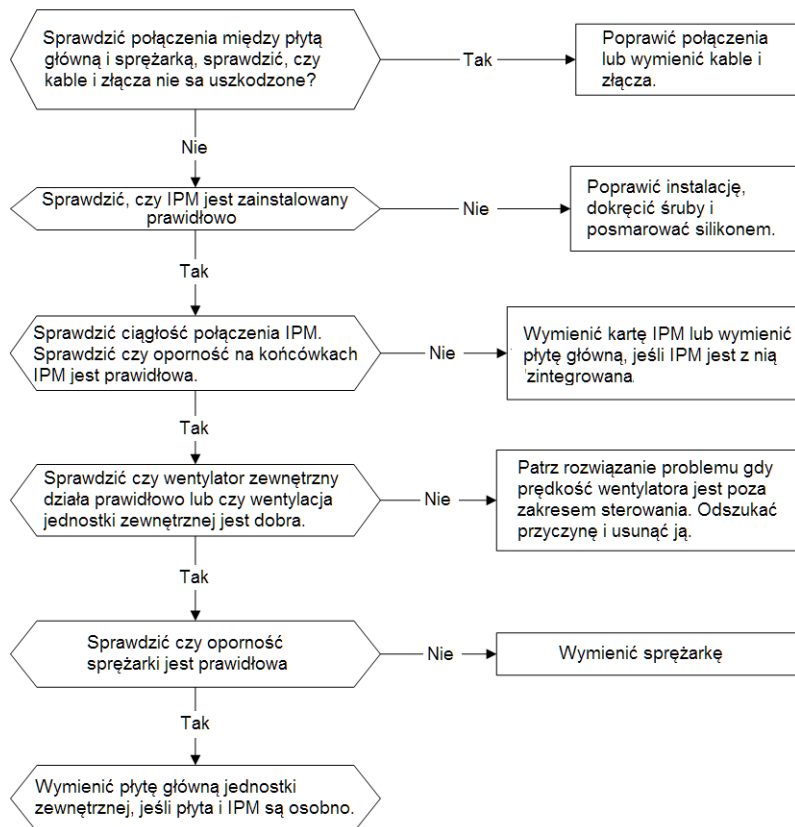 Sprawdzić połączenia między płytą
główną i sprężarką, sprawdzić, czy
kable i złącza nie sa uszkodzone?
Tak
Poprawić połączenia
lub wymienić kable i
złącza.
Nie
Sprawdzić, czy IPM jest zainstalowany
prawidłowo
Nie
Poprawić instalację,
dokręcić śruby i
posmarować silikonem.
Tak
Sprawdzić ciągłość połączenia IPM.
Sprawdzić czy oporność na końcówkach
IPM jest prawidłowa.
Nie
Wymienić kartę IPM lub wymienić
płytę główną, jeśli IPM jest z nią
zintegrowana.
Tak
Sprawdzić czy wentylator zewnętrzny
działa prawidłowo lub czy wentylacja
jednostki zewnętrznej jest dobra.
Nie
Patrz rozwiązanie problemu gdy
prędkość wentylatora jest poza
zakresem sterowania. Odszukać
przyczynę i usunąć ją.
Tak
Sprawdzić czy oporność
sprężarki jest prawidłowa
Nie
Wymienić sprężarkę
Tak
Wymienić płytę główną jednostki
zewnętrznej, jeśli płyta i IPM są osobno.